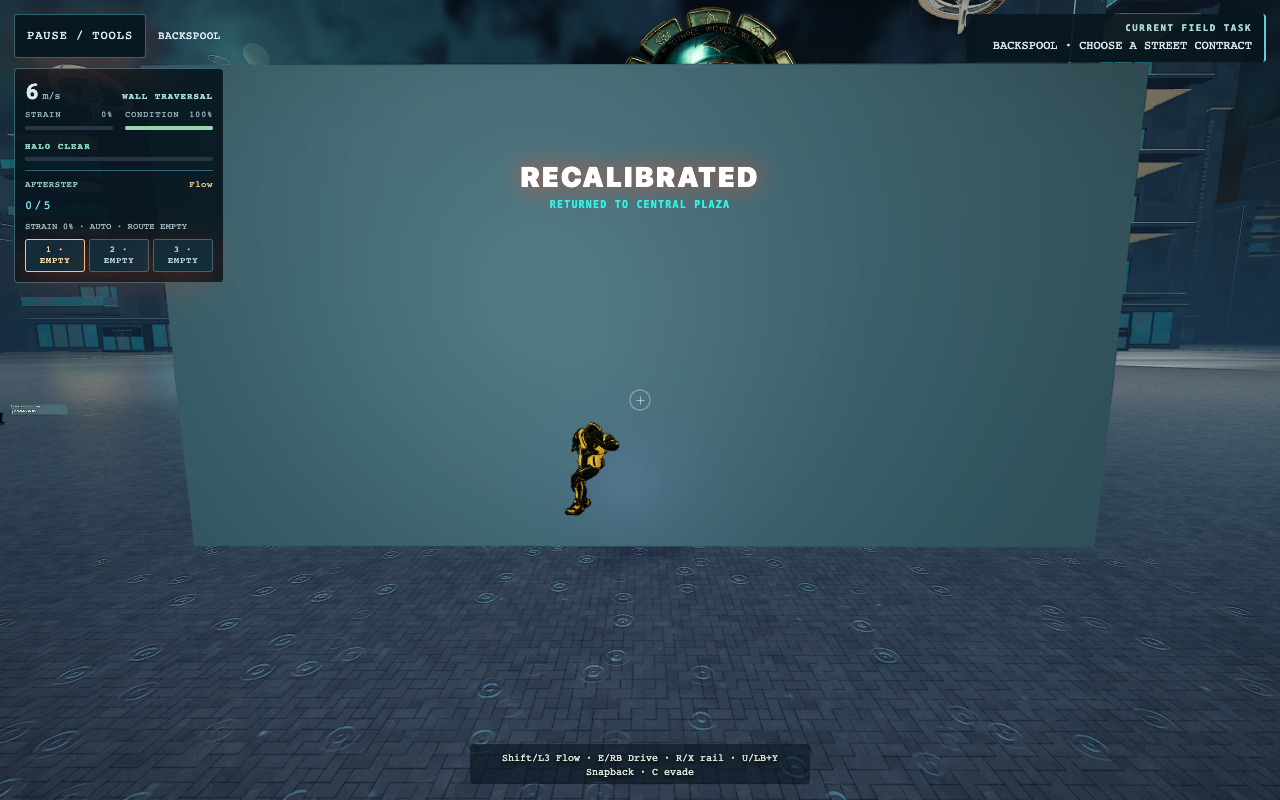 PAUSE / TOOLS
BACKSPOOL
CURRENT FIELD TASK
BACKSPOOL · CHOOSE A STREET CONTRACT
6 m/s
WALL TRAVERSAL
STRAIN 0%
CONDITION 100%
HALO CLEAR
AFTERSTEP
Flow
0/5
STRAIN 0% · AUTO · ROUTE EMPTY
1 · EMPTY
2 · EMPTY
3 · EMPTY
RECALIBRATED
RETURNED TO CENTRAL PLAZA
Shift/L3 Flow · E/RB Drive · R/X rail · U/LB+Y
Snapback · C evade